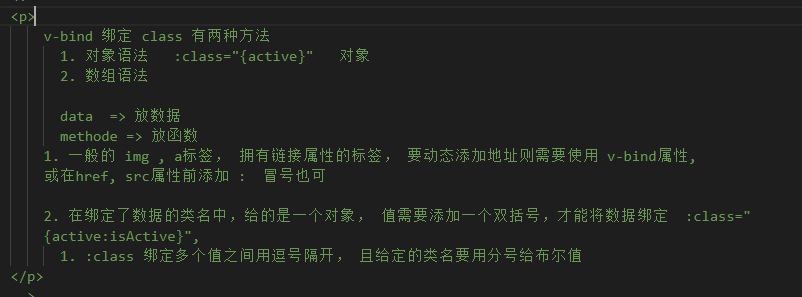 <p>
v-bind 绑定 class 有两种方法
1. 对象语法 :class="{active}" 对象
2. 数组语法
data => 放数据
methode => 放函数
1. 一般的 img , a标签， 拥有链接属性的标签， 要动态添加地址则需要使用 v-bind属性,
或在href, src属性前添加 : 冒号也可
2. 在绑定了数据的类名中，给的是一个对象， 值需要添加一个双括号，才能将数据绑定 :class="
{active:isActive}",
1. :class 绑定多个值之间用逗号隔开， 且给定的类名要用分号给布尔值
</p>